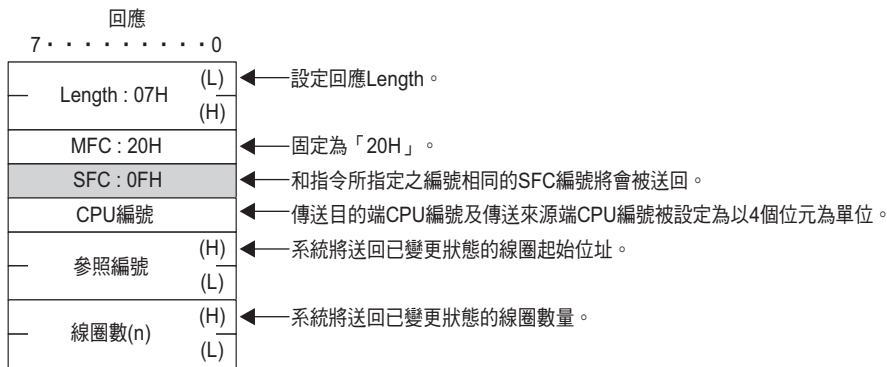 回應
7・・・・・・・・・0
Length : 07H (L) 設定回應Length。
(H)
MFC : 20H 固定為「20H」。
SFC : 0FH 和指令所指定之編號相同的SFC編號將會被送回。
CPU編號 傳送目的端CPU編號及傳送來源端CPU編號被設定為以4個位元為單位。
參照編號 (H) 系統將送回已變更狀態的線圈起始位址。
(L)
線圈數(n) (H) 系統將送回已變更狀態的線圈數量。
(L)